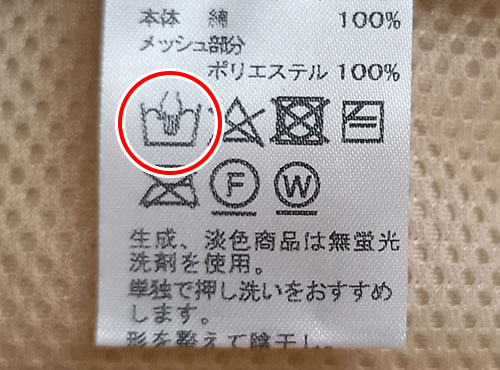 本体 綿 100%
メッシュ部分
ポリエステル 100%
F W
生成、淡色商品は無蛍光
洗剤を使用。
単独で押し洗いをおすすめ
します。
形を整えて陰干し。